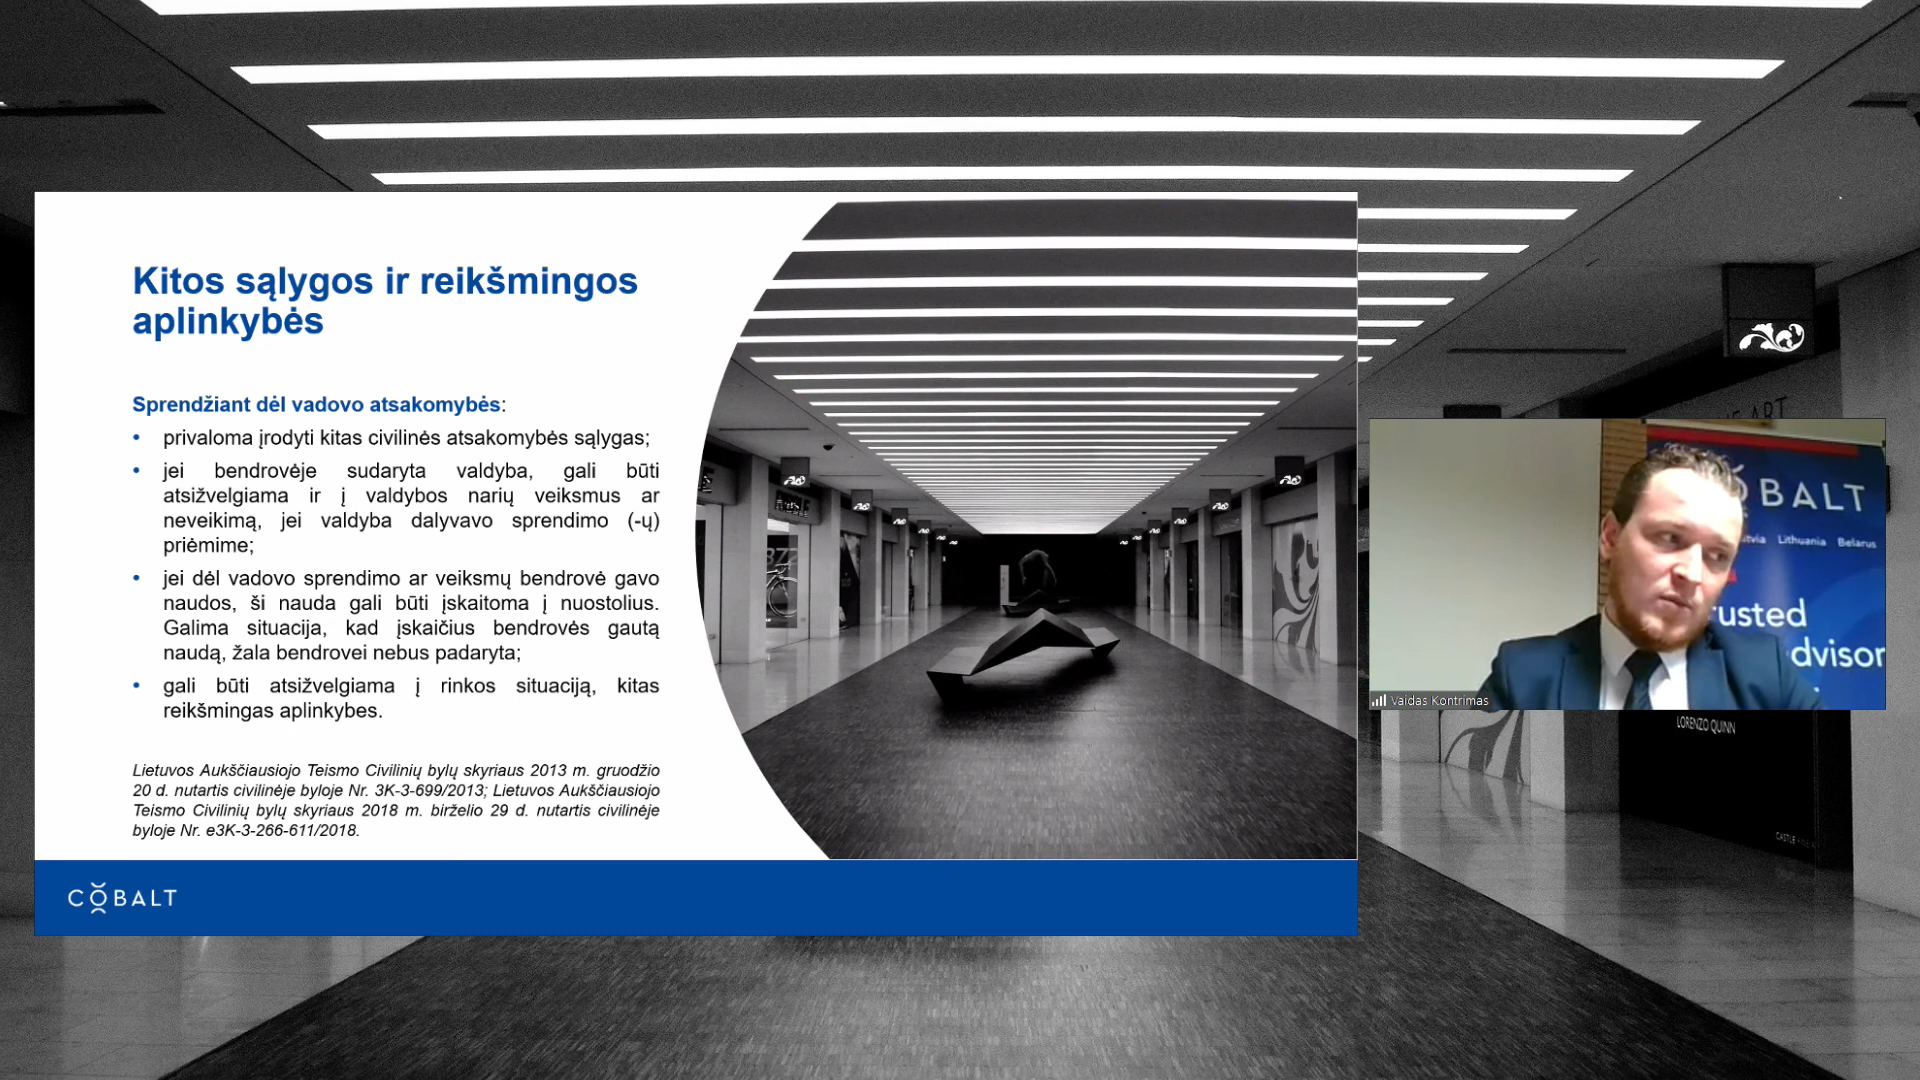 Kitos sąlygos ir reikšmingos
aplinkybės
Sprendžiant dėl vadovo atsakomybės:
• privaloma įrodyti kitas civilinės atsakomybės sąlygas;
• jei bendrovėje sudaryta valdyba, gali būti
atsižvelgiama ir į valdybos narių veiksmus ar
neveikimą, jei valdyba dalyvavo sprendimo (-ų)
priėmime;
• jei dėl vadovo sprendimo ar veiksmų bendrovė gavo
naudos, ši nauda gali būti įskaitoma į nuostolius.
Galima situacija, kad įskaičius bendrovės gautą
naudą, žala bendrovei nebus padaryta;
• gali būti atsižvelgiama į rinkos situaciją, kitas
reikšmingas aplinkybes.
Lietuvos Aukščiausiojo Teismo Civilinių bylų skyriaus 2013 m. gruodžio
20 d. nutartis civilinėje byloje Nr. 3K-3-699/2013; Lietuvos Aukščiausiojo
Teismo Civilinių bylų skyriaus 2018 m. birželio 29 d. nutartis civilinėje
byloje Nr. e3K-3-266-611/2018.
COBALT
OBALT
atvia Lithuania Belarus
rusted
dvisor
Vaidas Kontrimas
LORENZO QUINN